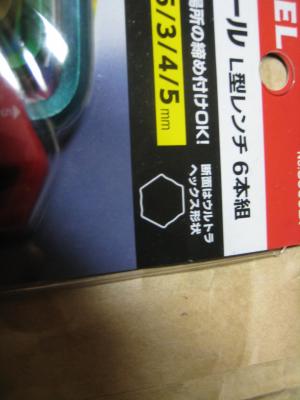 EL
ール L型レンチ 6本組
場所の締め付けOK!
5/3/4/5mm
断面はウルトラ
ヘックス形状